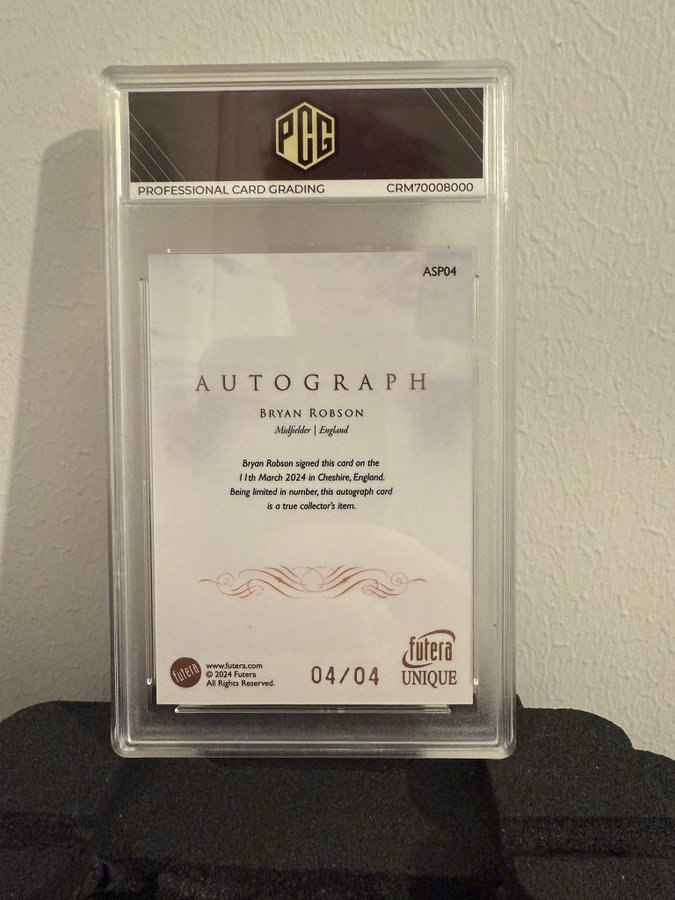 PCG
PROFESSIONAL CARD GRADING CRM70008000
ASP04
AUTOGRAPH
BRYAN ROBSON
Midfielder | England
Bryan Robson signed this card on the
11th March 2024 in Cheshire, England.
Being limited in number, this autograph card
is a true collector's item.
futera
www.futera.com
© 2024 Futera
All Rights Reserved.
04/04
futera
UNIQUE